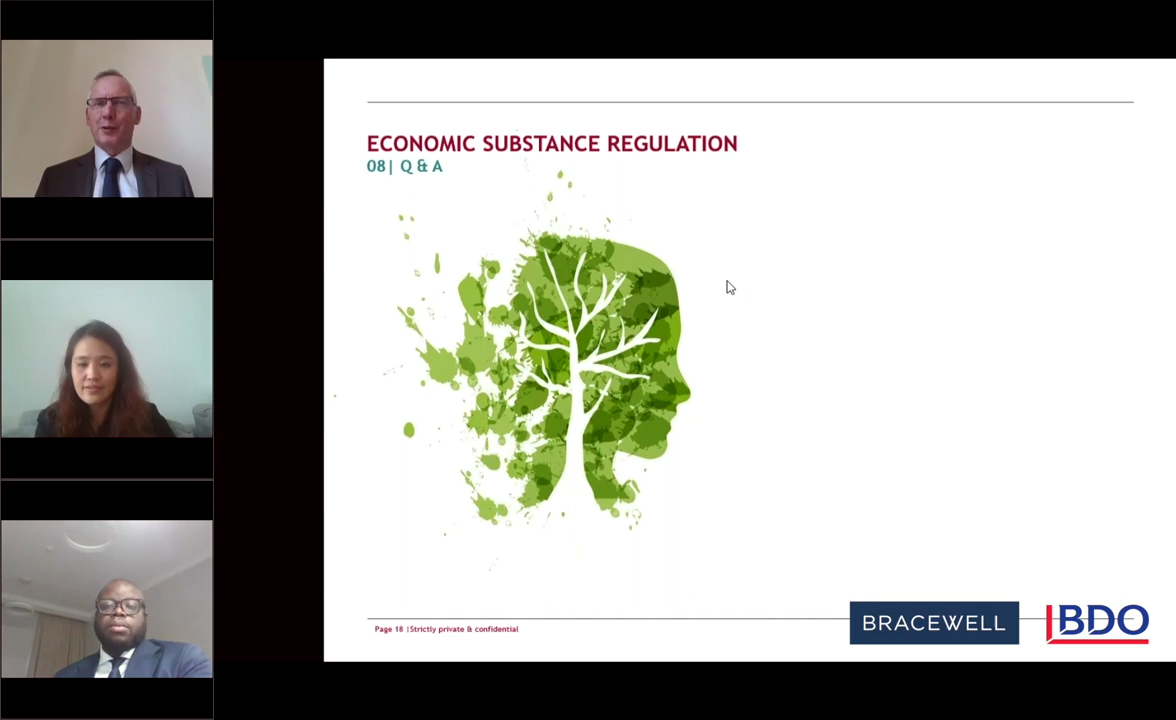 ECONOMIC SUBSTANCE REGULATION
08| Q & A
Page 18 |Strictly private & confidential
BRACEWELL
BDO